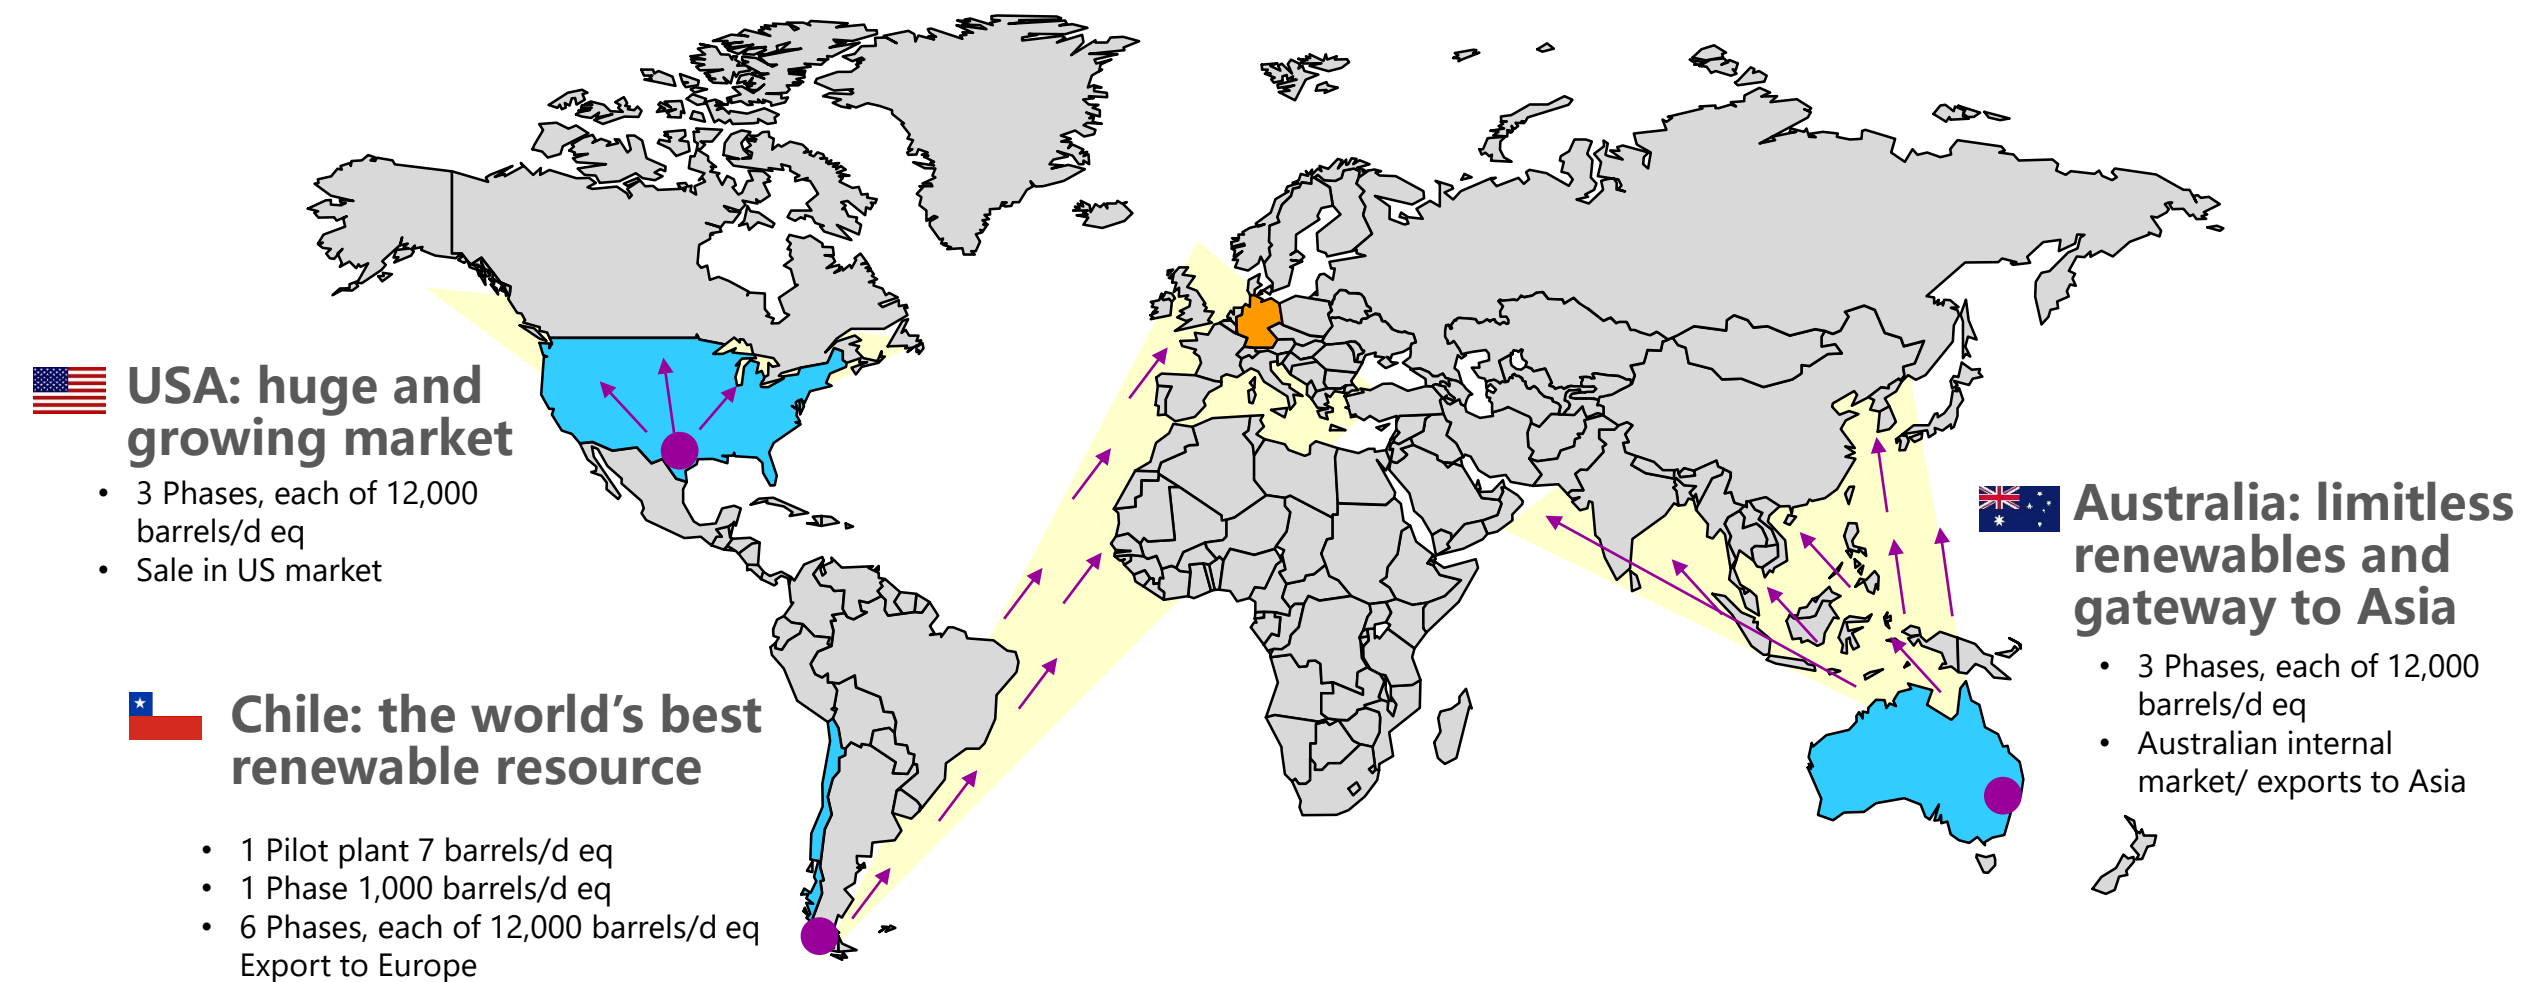 USA: huge and
growing market
• 3 Phases, each of 12,000
barrels/d eq
• Sale in US market
Chile: the world’s best
renewable resource
• 1 Pilot plant 7 barrels/d eq
• 1 Phase 1,000 barrels/d eq
• 6 Phases, each of 12,000 barrels/d eq
Export to Europe
Australia: limitless
renewables and
gateway to Asia
• 3 Phases, each of 12,000
barrels/d eq
• Australian internal
market/ exports to Asia